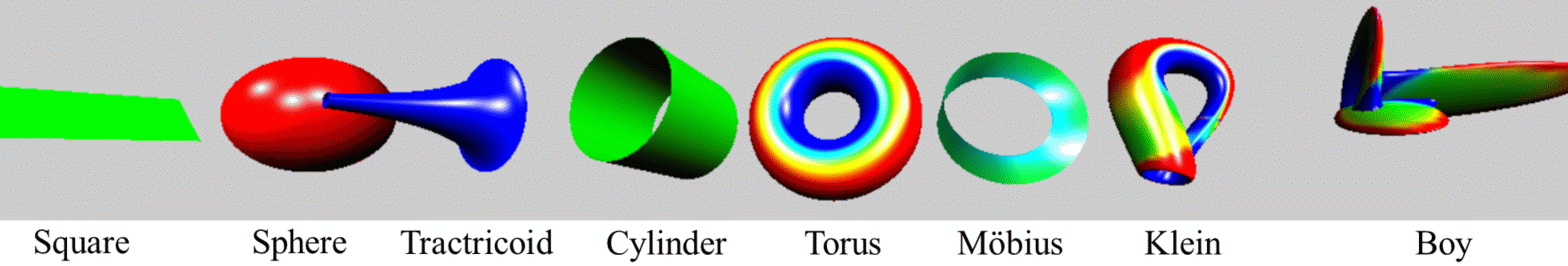 Square Sphere Tractricoid Cylinder Torus Möbius Klein Boy